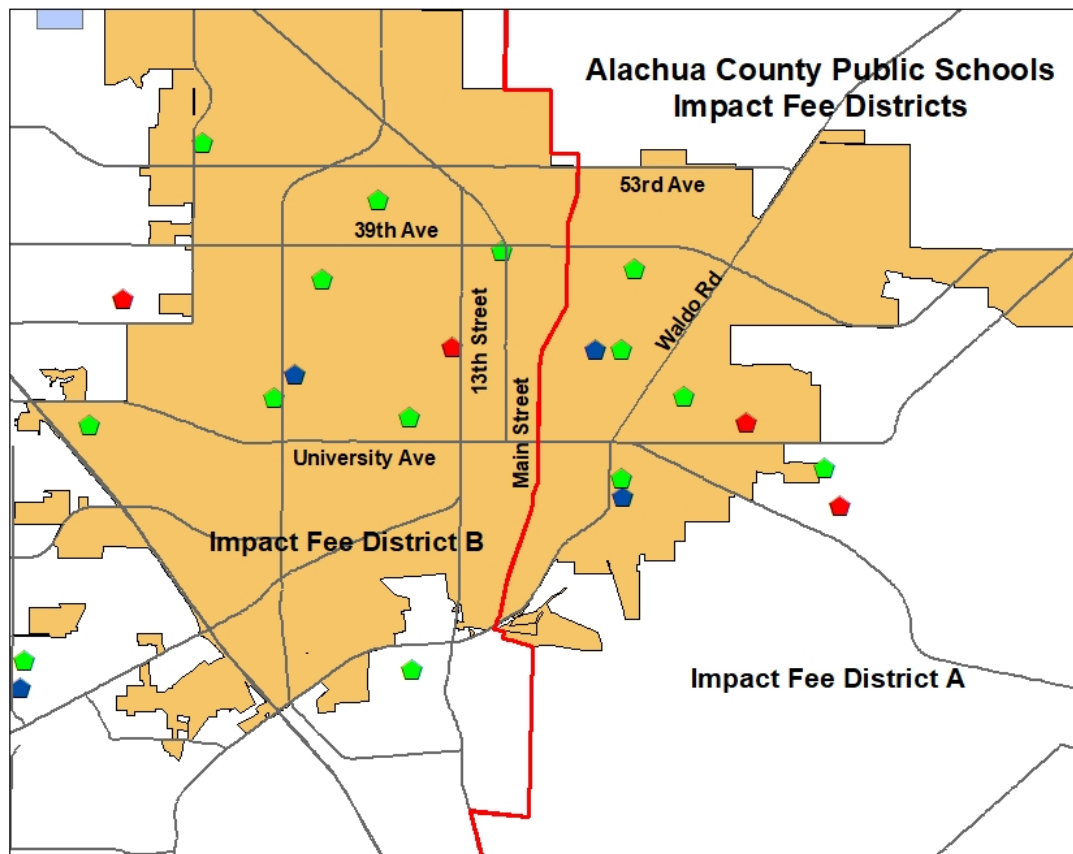 Alachua County Public Schools
Impact Fee Districts
53rd Ave
39th Ave
Waldo Rd
13th Street
Main Street
University Ave
Impact Fee District B
Impact Fee District A